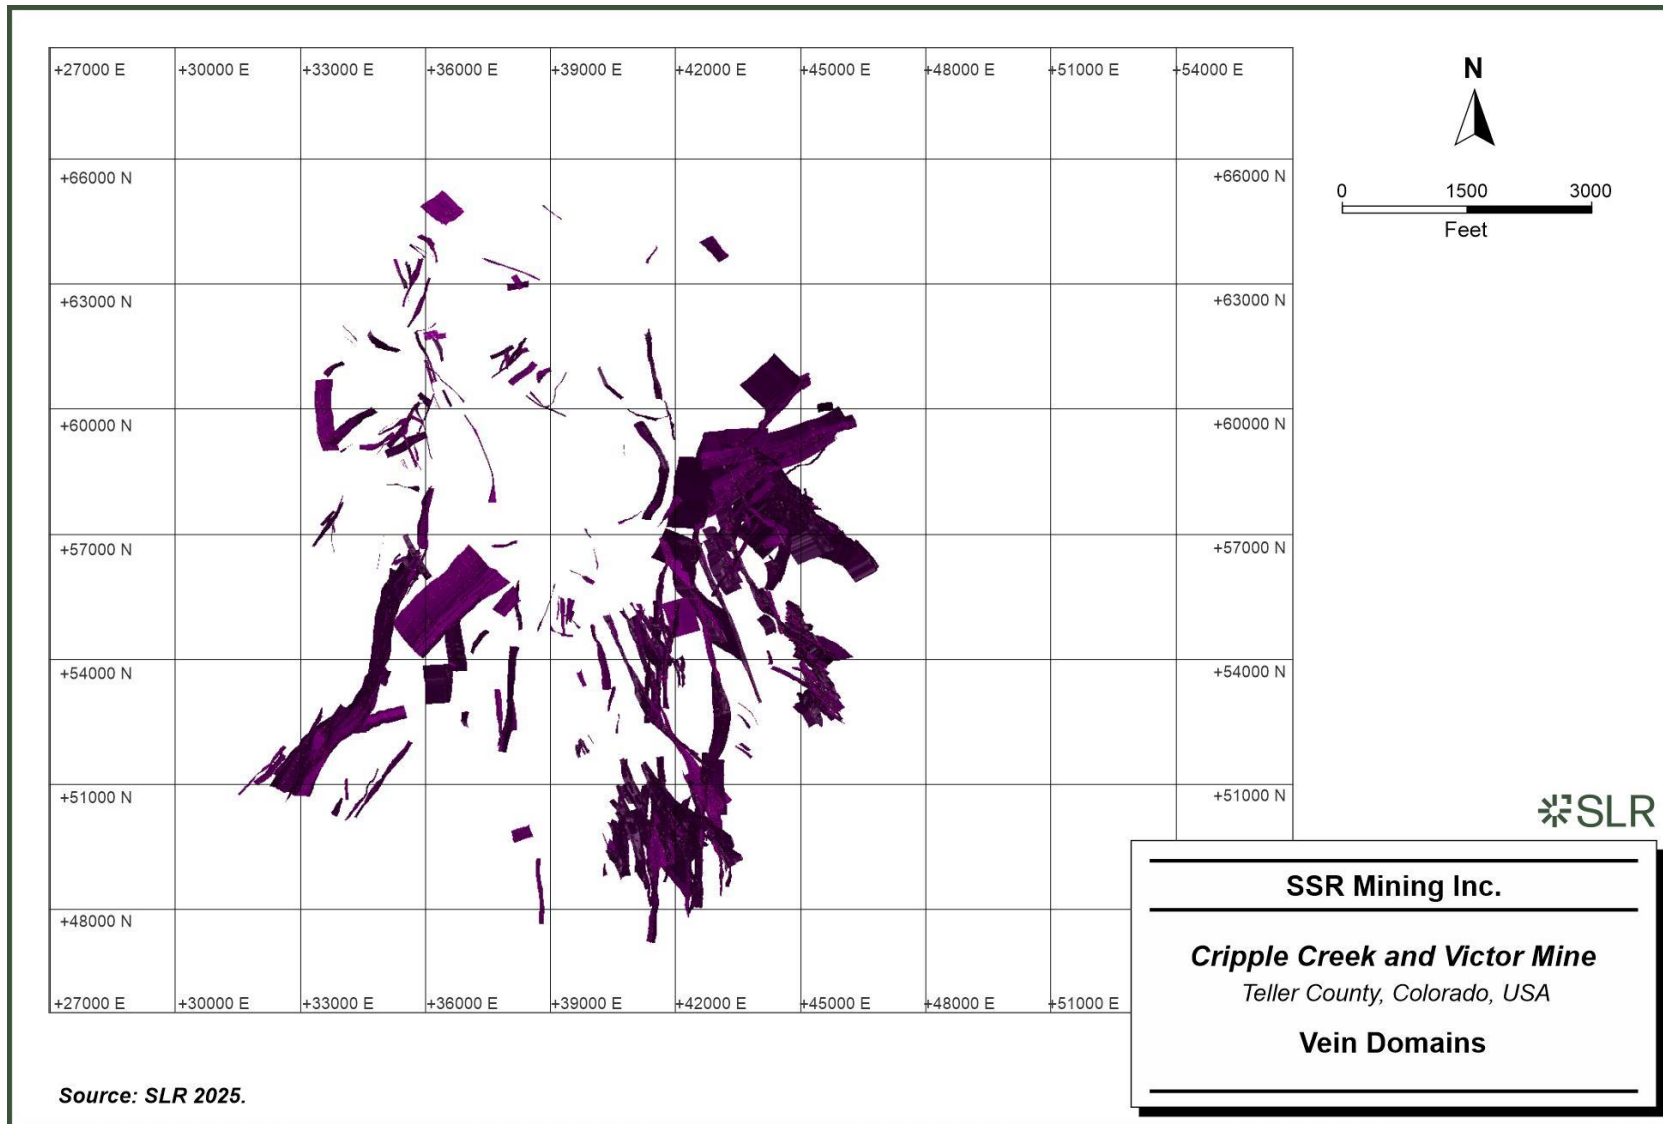 +27000 E +30000 E +33000 E +36000 E +39000 E +42000 E +45000 E +48000 E +51000 E +54000 E
N
+66000 N +66000 N
0 1500 3000
Feet
+63000 N +63000 N
+60000 N +60000 N
+57000 N +57000 N
+54000 N +54000 N
+51000 N +51000 N
SLR
+48000 N
+27000 E +30000 E +33000 E +36000 E +39000 E +42000 E +45000 E +48000 E +51000 E
SSR Mining Inc.
Cripple Creek and Victor Mine
Teller County, Colorado, USA
Vein Domains
Source: SLR 2025.